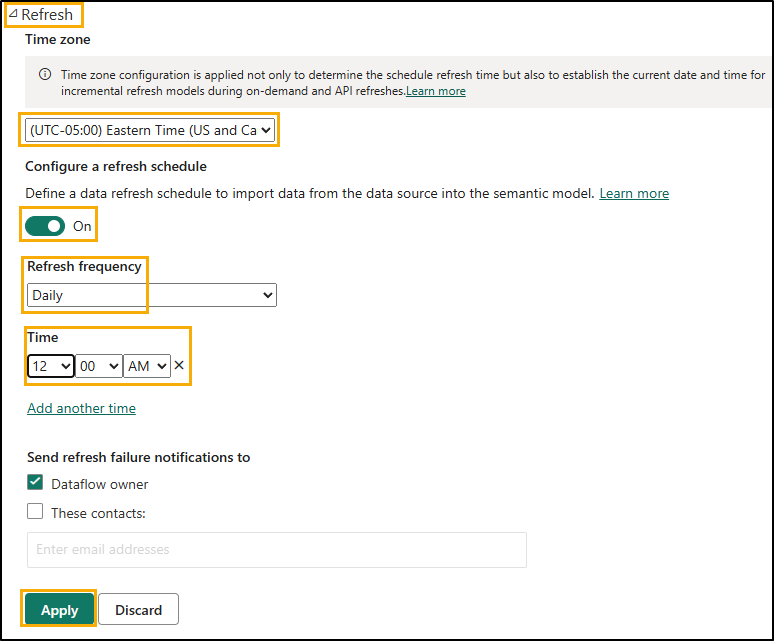 Refresh
Time zone
Time zone configuration is applied not only to determine the schedule refresh time but also to establish the current date and time for
incremental refresh models during on-demand and API refreshes.Learn more
(UTC-05:00) Eastern Time (US and Ca
Configure a refresh schedule
Define a data refresh schedule to import data from the data source into the semantic model. Learn more
On
Refresh frequency
Daily
Time
12 00 AM
Add another time
Send refresh failure notifications to
Dataflow owner
These contacts:
Enter email addresses
Apply Discard